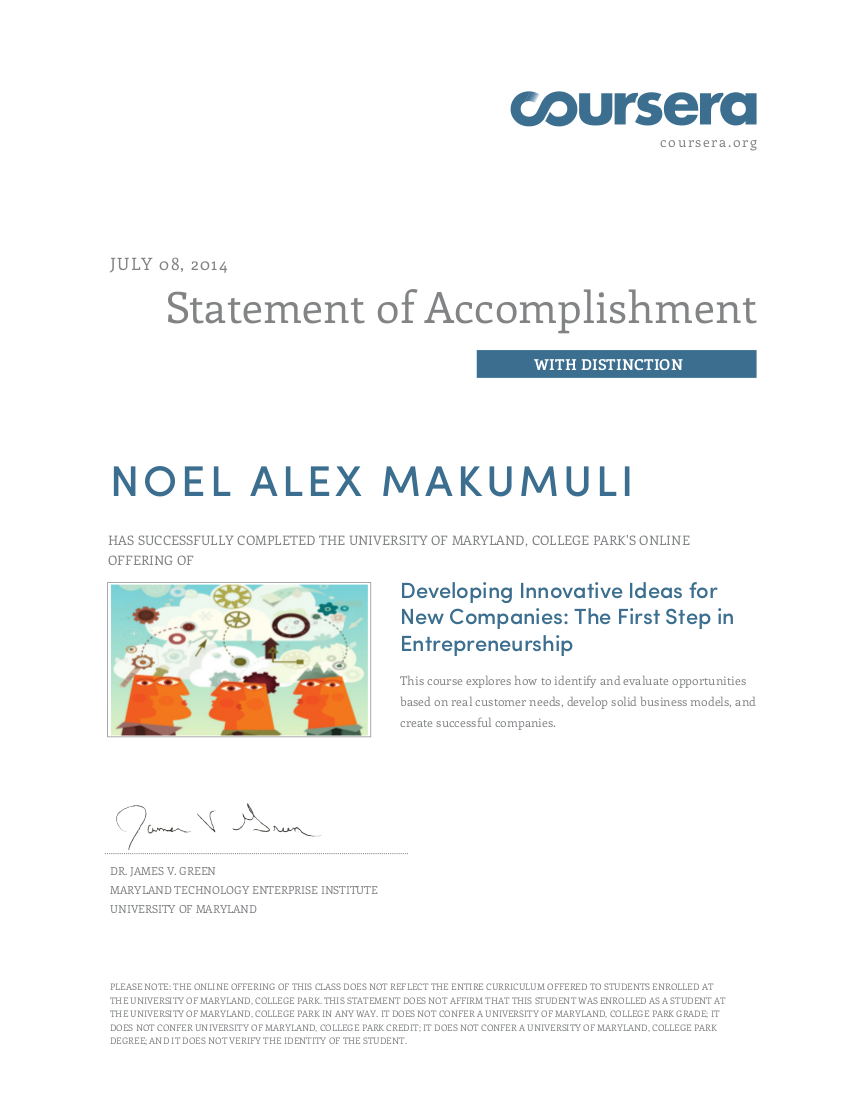 coursera
coursera.org
JULY 08, 2014
Statement of Accomplishment
WITH DISTINCTION
NOEL ALEX MAKUMULI
HAS SUCCESSFULLY COMPLETED THE UNIVERSITY OF MARYLAND, COLLEGE PARK'S ONLINE
OFFERING OF
Developing Innovative Ideas for
New Companies: The First Step in
Entrepreneurship
This course explores how to identify and evaluate opportunities
based on real customer needs, develop solid business models, and
create successful companies.
James V Green
DR. JAMES V. GREEN
MARYLAND TECHNOLOGY ENTERPRISE INSTITUTE
UNIVERSITY OF MARYLAND
PLEASE NOTE: THE ONLINE OFFERING OF THIS CLASS DOES NOT REFLECT THE ENTIRE CURRICULUM OFFERED TO STUDENTS ENROLLED AT
THE UNIVERSITY OF MARYLAND, COLLEGE PARK. THIS STATEMENT DOES NOT AFFIRM THAT THIS STUDENT WAS ENROLLED AS A STUDENT AT
THE UNIVERSITY OF MARYLAND, COLLEGE PARK IN ANY WAY. IT DOES NOT CONFER A UNIVERSITY OF MARYLAND, COLLEGE PARK GRADE; IT
DOES NOT CONFER UNIVERSITY OF MARYLAND, COLLEGE PARK CREDIT; IT DOES NOT CONFER A UNIVERSITY OF MARYLAND, COLLEGE PARK
DEGREE; AND IT DOES NOT VERIFY THE IDENTITY OF THE STUDENT.